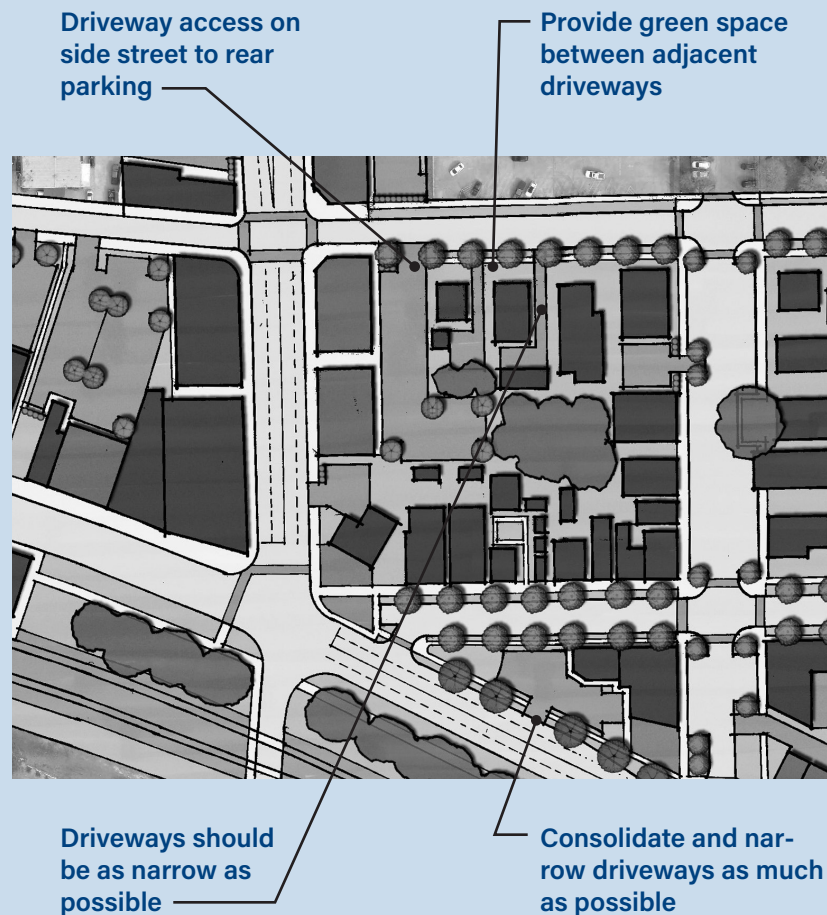 Driveway access on
side street to rear
parking
Provide green space
between adjacent
driveways
Driveways should
be as narrow as
possible
Consolidate and nar-
row driveways as much
as possible